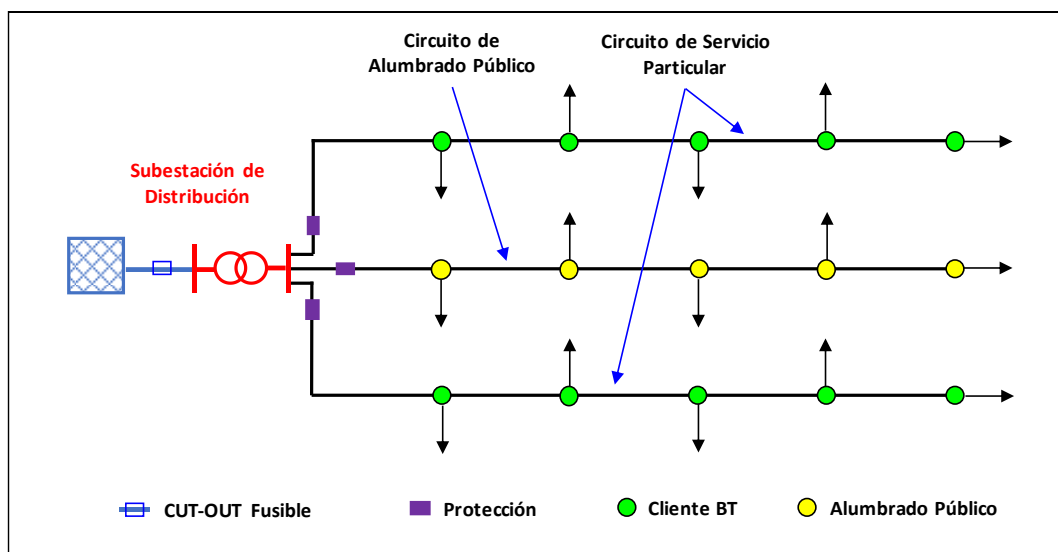 Circuito de
Alumbrado Público
Circuito de Servicio
Particular
Subestación de
Distribución
CUT-OUT Fusible
Protección
Cliente BT
Alumbrado Público